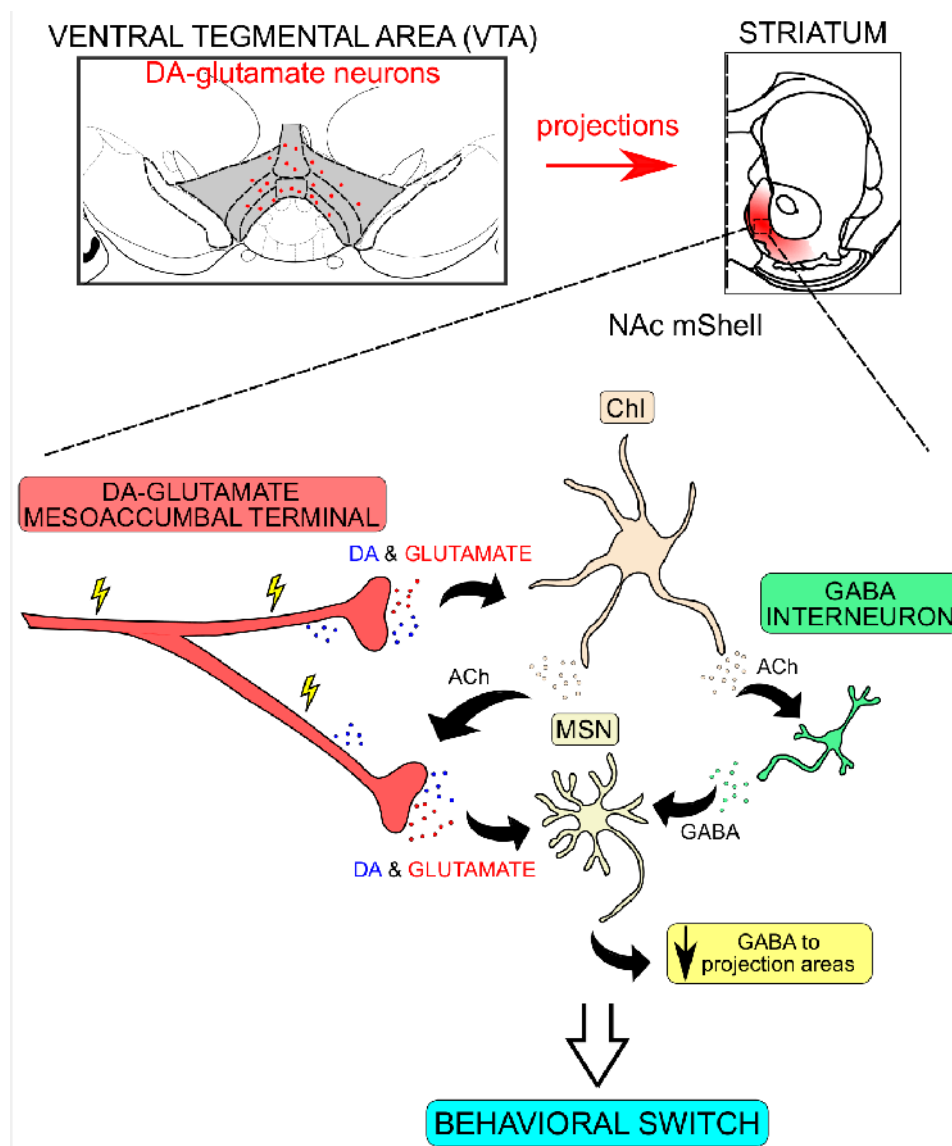 VENTRAL TEGMENTAL AREA (VTA)
DA-glutamate neurons
projections
STRIATUM
NAc mShell
ChI
DA-GLUTAMATE
MESOACCUMBAL TERMINAL
DA & GLUTAMATE
GABA
INTERNEURON
ACh
ACh
MSN
GABA
DA & GLUTAMATE
GABA to
projection areas
BEHAVIORAL SWITCH